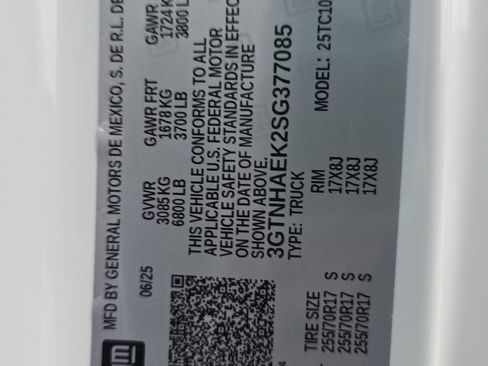 gm
MFD BY GENERAL MOTORS DE MEXICO, S. DE R.L. DE
06/25
GVWR GAWR FRT GAWR
3085 KG 1678 KG 1724 K
6800 LB 3700 LB 3800 L
THIS VEHICLE CONFORMS TO ALL
APPLICABLE U.S. FEDERAL MOTOR
VEHICLE SAFETY STANDARDS IN EFFEC
ON THE DATE OF MANUFACTURE
SHOWN ABOVE.
3GTNHAEK2SG377085
TYPE: TRUCK MODEL: 25TC10
TIRE SIZE RIM
255/70R17 S 17X8J
255/70R17 S 17X8J
255/70R17 S 17X8J